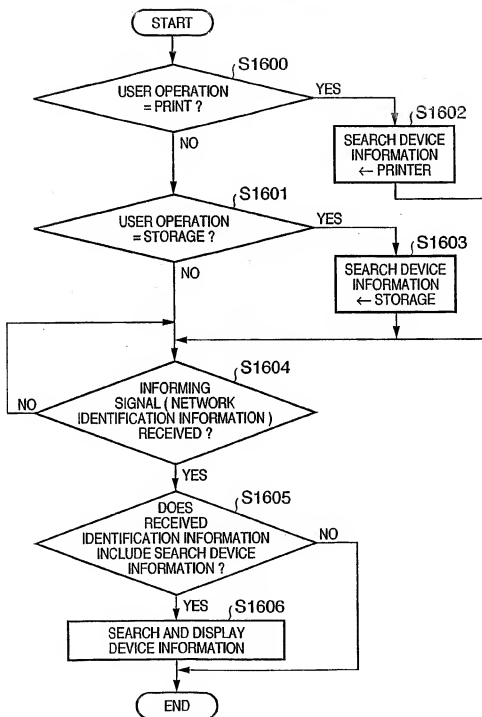 START
S1600
USER OPERATION
= PRINT ?
YES
NO
S1602
SEARCH DEVICE
INFORMATION
← PRINTER
S1601
USER OPERATION
= STORAGE ?
YES
NO
S1603
SEARCH DEVICE
INFORMATION
← STORAGE
S1604
INFORMING
SIGNAL ( NETWORK
IDENTIFICATION INFORMATION )
RECEIVED ?
NO
YES
S1605
DOES
RECEIVED
IDENTIFICATION INFORMATION
INCLUDE SEARCH DEVICE
INFORMATION ?
NO
YES
S1606
SEARCH AND DISPLAY
DEVICE INFORMATION
END